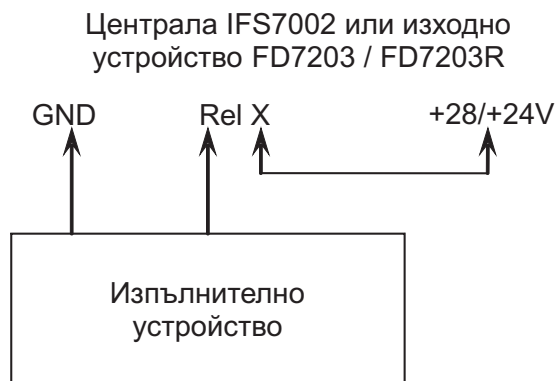 Централа IFS7002 или изходно
устройство FD7203 / FD7203R
GND Rel X +28/+24V
Изпълнително
устройство